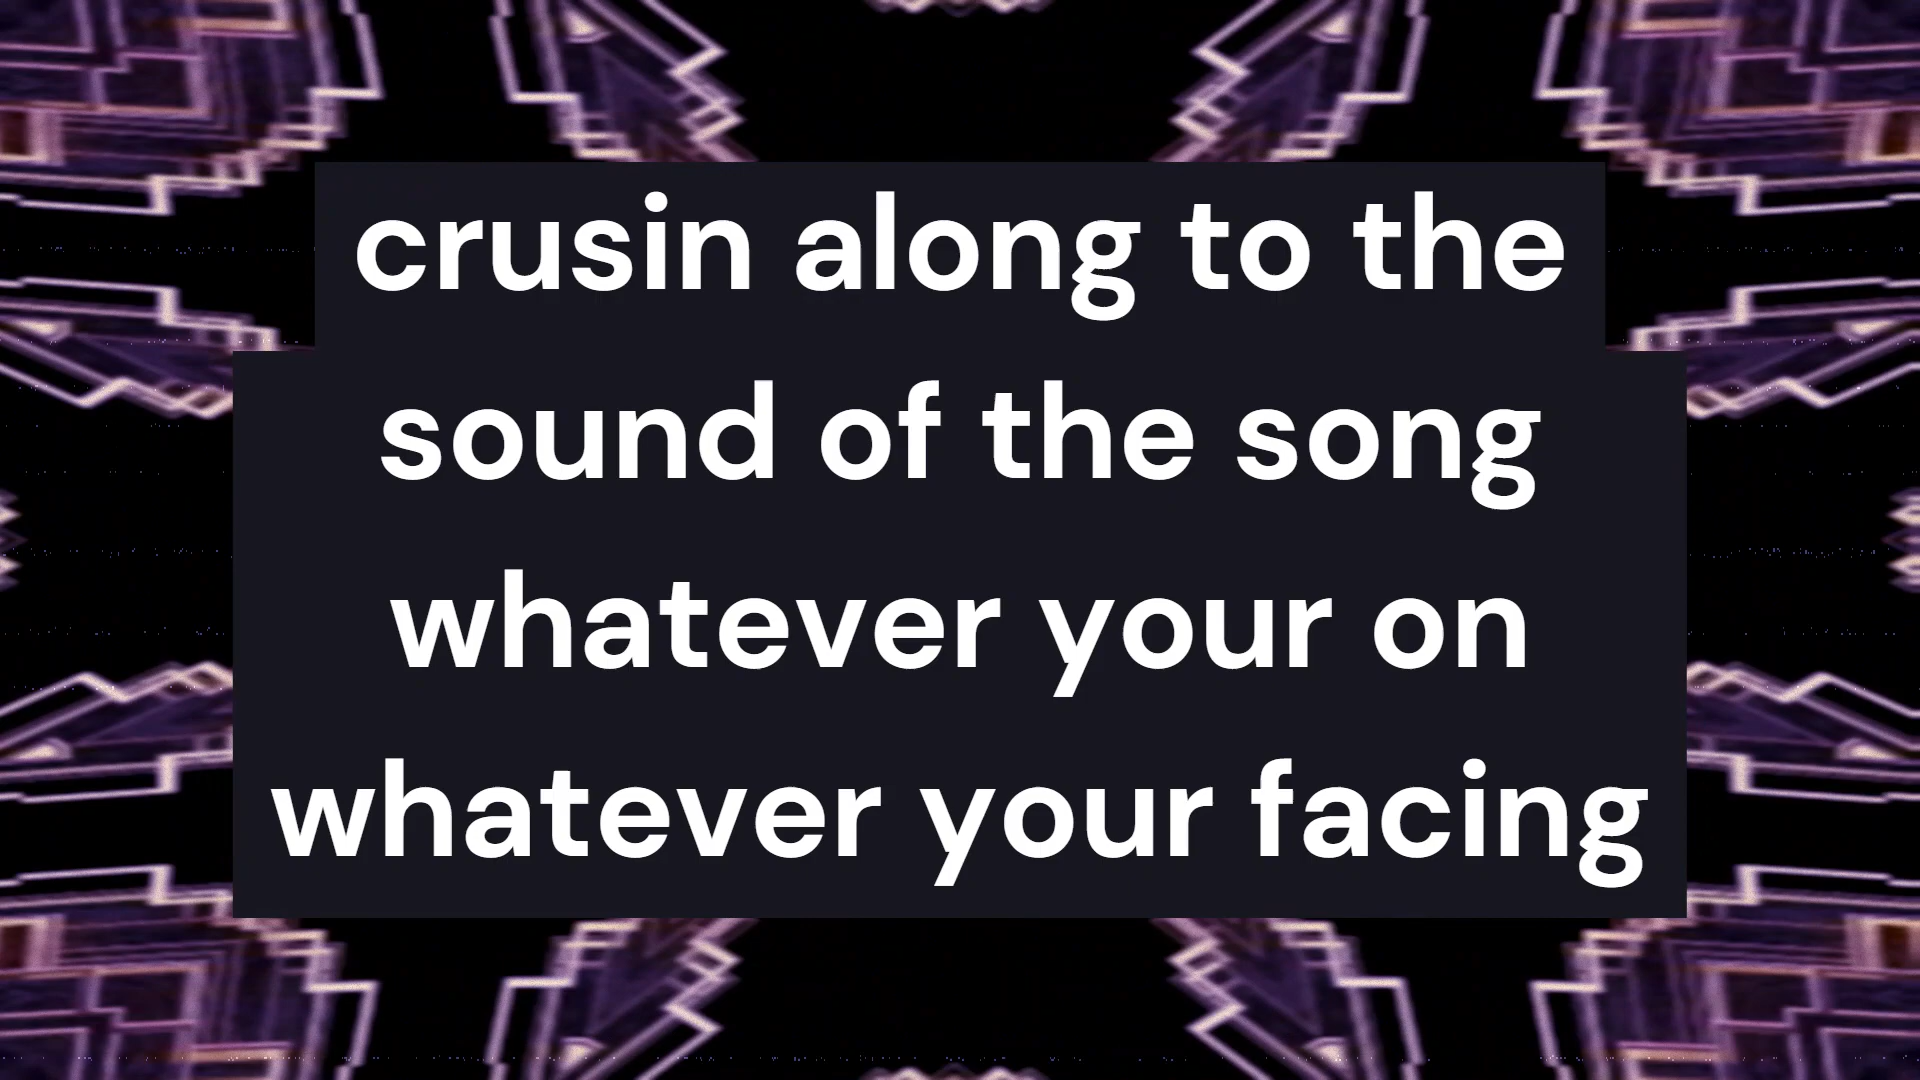 crusin along to the
sound of the song
whatever your on
whatever your facing